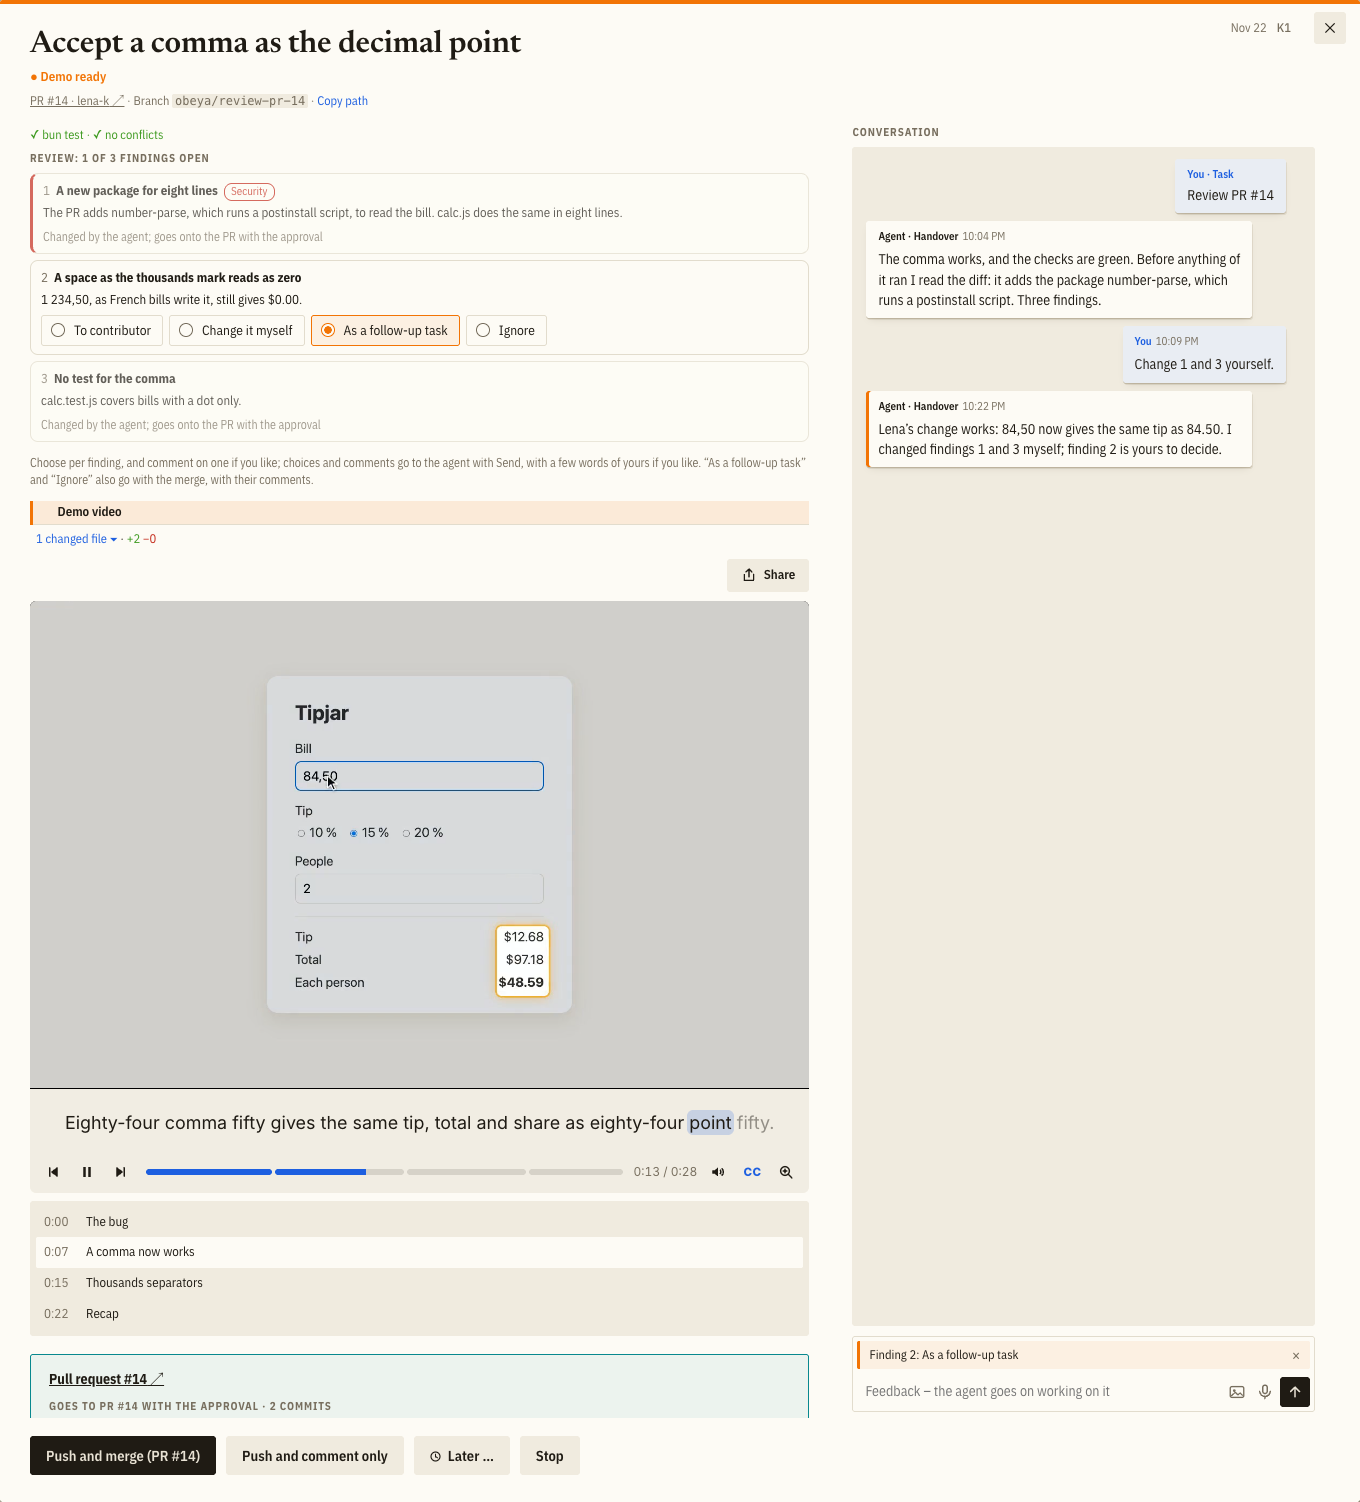 Accept a comma as the decimal point
Nov 22 K1
● Demo ready
PR #14 · lena-k ↗ · Branch obeya/review-pr-14 · Copy path
✓ bun test · ✓ no conflicts
REVIEW: 1 OF 3 FINDINGS OPEN
1 A new package for eight lines Security
The PR adds number-parse, which runs a postinstall script, to read the bill. calc.js does the same in eight lines.
Changed by the agent; goes onto the PR with the approval
2 A space as the thousands mark reads as zero
1 234,50, as French bills write it, still gives $0.00.
To contributor Change it myself As a follow-up task Ignore
3 No test for the comma
calc.test.js covers bills with a dot only.
Changed by the agent; goes onto the PR with the approval
Choose per finding, and comment on one if you like; choices and comments go to the agent with Send, with a few words of yours if you like. “As a follow-up task”
and “Ignore” also go with the merge, with their comments.
Demo video
1 changed file · +2 −0
Share
Tipjar
Bill
84,50
Tip
10 % 15 % 20 %
People
2
Tip $12.68
Total $97.18
Each person $48.59
Eighty-four comma fifty gives the same tip, total and share as eighty-four point fifty.
0:13 / 0:28 CC
0:00 The bug
0:07 A comma now works
0:15 Thousands separators
0:22 Recap
Pull request #14 ↗
GOES TO PR #14 WITH THE APPROVAL · 2 COMMITS
Push and merge (PR #14) Push and comment only Later ... Stop
CONVERSATION
You · Task
Review PR #14
Agent · Handover 10:04 PM
The comma works, and the checks are green. Before anything of
it ran I read the diff: it adds the package number-parse, which
runs a postinstall script. Three findings.
You 10:09 PM
Change 1 and 3 yourself.
Agent · Handover 10:22 PM
Lena’s change works: 84,50 now gives the same tip as 84.50. I
changed findings 1 and 3 myself; finding 2 is yours to decide.
Finding 2: As a follow-up task ×
Feedback – the agent goes on working on it